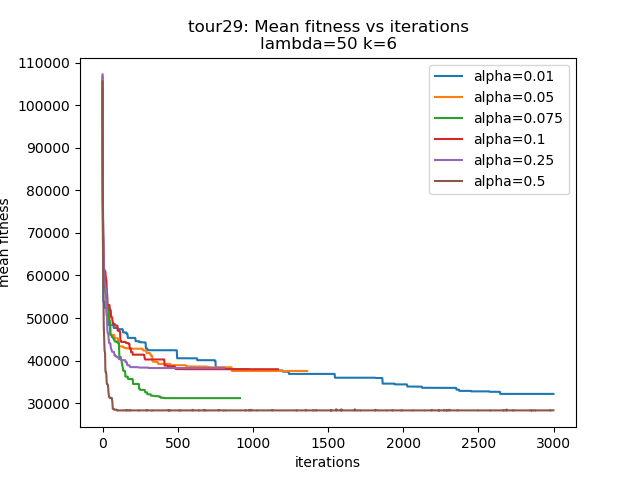 tour29: Mean fitness vs iterations
lambda=50 k=6
110000
100000
90000
80000
70000
60000
50000
40000
30000
mean fitness
alpha=0.01
alpha=0.05
alpha=0.075
alpha=0.1
alpha=0.25
alpha=0.5
0
500
1000
1500
2000
2500
3000
iterations